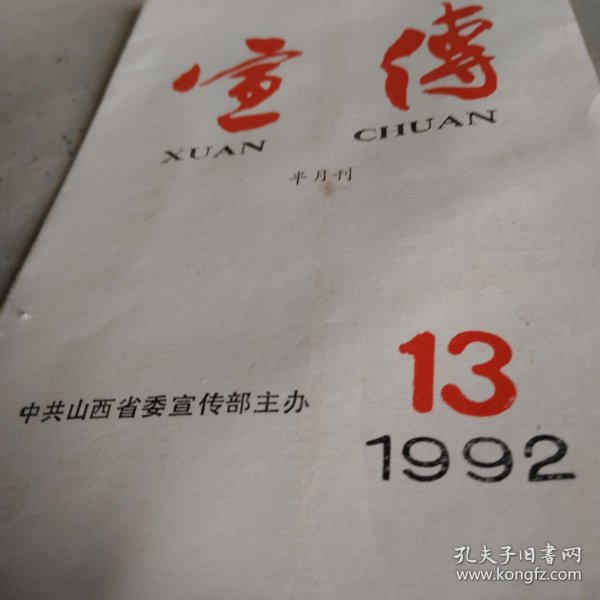 宣傳
XUAN CHUAN
半月刊
13
中共山西省委宣传部主办
1992
孔夫子旧书网
www.kongfz.com